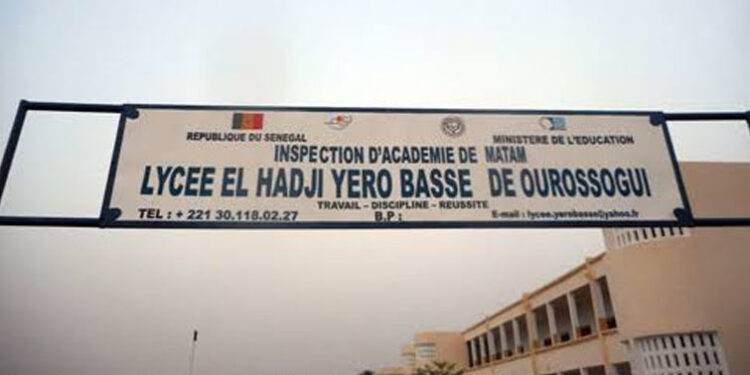 REPUBLIQUE DU SENEGAL MINISTERE DE L'EDUCATION
INSPECTION D'ACADEMIE DE MATAM
LYCEE EL HADJI YERO BASSE DE OUROSSOGUI
TRAVAIL - DISCIPLINE - REUSSITE
TEL : + 221 30.118.02.27 B.P : E-mail : lycee.yerobasse@yahoo.fr